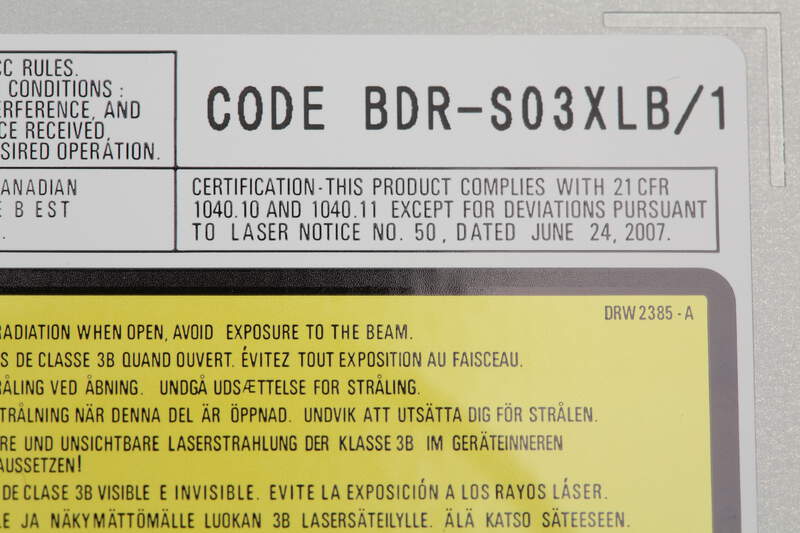 CC RULES.
CONDITIONS :
ERFERENCE, AND
CE RECEIVED,
SIRED OPERATION.
CODE BDR-S03XLB/1
ANADIAN
E B EST
CERTIFICATION-THIS PRODUCT COMPLIES WITH 21 CFR
1040.10 AND 1040.11 EXCEPT FOR DEVIATIONS PURSUANT
TO LASER NOTICE NO. 50, DATED JUNE 24, 2007.
DRW2385-A
RADIATION WHEN OPEN, AVOID EXPOSURE TO THE BEAM.
S DE CLASSE 3B QUAND OUVERT. ÉVITEZ TOUT EXPOSITION AU FAISCEAU.
RÅLING VED ÅBNING. UNDGÅ UDSÆTTELSE FOR STRÅLING.
TRÅLNING NÄR DENNA DEL ÄR ÖPPNAD. UNDVIK ATT UTSÄTTA DIG FÖR STRÅLEN.
RE UND UNSICHTBARE LASERSTRAHLUNG DER KLASSE 3B IM GERÄTEINNEREN
AUSSETZEN!
DE CLASE 3B VISIBLE E INVISIBLE. EVITE LA EXPOSICIÓN A LOS RAYOS LÁSER.
LE JA NÄKYMÄTTÖMÄLLE LUOKAN 3B LASERSÄTEILYLLE. ÄLÄ KATSO SÄTEESEEN.